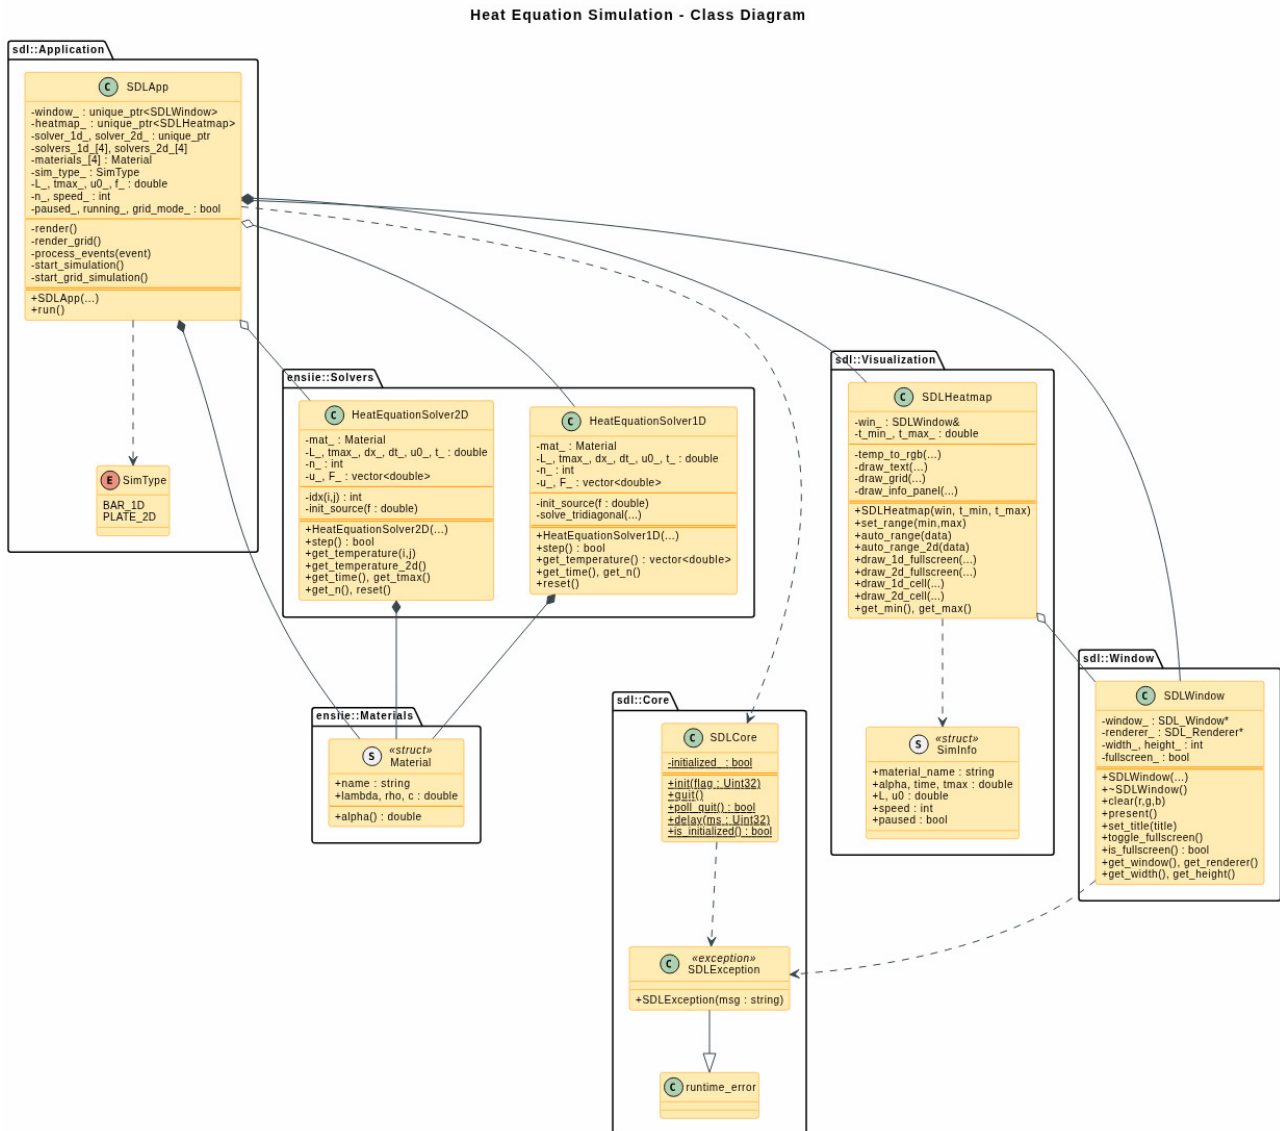 Heat Equation Simulation - Class Diagram
sdl::Application
C SDLApp
-window_ : unique_ptr<SDLWindow>
-heatmap_ : unique_ptr<SDLHeatmap>
-solver_1d_, solver_2d_ : unique_ptr
-solvers_1d_[4], solvers_2d_[4]
-materials_[4] : Material
-sim_type_ : SimType
-L_, tmax_, u0_, f_ : double
-n_, speed_ : int
-paused_, running_, grid_mode_ : bool
-render()
-render_grid()
-process_events(event)
-start_simulation()
-start_grid_simulation()
+SDLApp(...)
+run()
E SimType
BAR_1D
PLATE_2D
ensiie::Solvers
C HeatEquationSolver2D
-mat_ : Material
-L_, tmax_, dx_, dt_, u0_, t_ : double
-n_ : int
-u_, F_ : vector<double>
-idx(i,j) : int
-init_source(f : double)
+HeatEquationSolver2D(...)
+step() : bool
+get_temperature(i,j)
+get_temperature_2d()
+get_time(), get_tmax()
+get_n(), reset()
C HeatEquationSolver1D
-mat_ : Material
-L_, tmax_, dx_, dt_, u0_, t_ : double
-n_ : int
-u_, F_ : vector<double>
-init_source(f : double)
-solve_tridiagonal(...)
+HeatEquationSolver1D(...)
+step() : bool
+get_temperature() : vector<double>
+get_time(), get_n()
+reset()
sdl::Visualization
C SDLHeatmap
-win_ : SDLWindow&
-t_min_, t_max_ : double
-temp_to_rgb(...)
-draw_text(...)
-draw_grid(...)
-draw_info_panel(...)
+SDLHeatmap(win, t_min, t_max)
+set_range(min,max)
+auto_range(data)
+auto_range_2d(data)
+draw_1d_fullscreen(...)
+draw_2d_fullscreen(...)
+draw_1d_cell(...)
+draw_2d_cell(...)
+get_min(), get_max()
S «struct»
SimInfo
+material_name : string
+alpha, time, tmax : double
+L, u0 : double
+speed : int
+paused : bool
sdl::Window
C SDLWindow
-window_ : SDL_Window*
-renderer_ : SDL_Renderer*
-width_, height_ : int
-fullscreen_ : bool
+SDLWindow(...)
+~SDLWindow()
+clear(r,g,b)
+present()
+set_title(title)
+toggle_fullscreen()
+is_fullscreen() : bool
+get_window(), get_renderer()
+get_width(), get_height()
ensiie::Materials
S «struct»
Material
+name : string
+lambda, rho, c : double
+alpha() : double
sdl::Core
C SDLCore
-initialized_ : bool
+init(flag : Uint32)
+quit()
+poll_quit() : bool
+delay(ms : Uint32)
+is_initialized() : bool
C «exception»
SDLException
+SDLException(msg : string)
C runtime_error